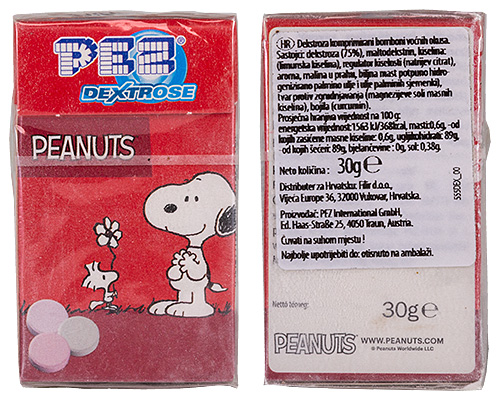 PEZ
DEXTROSE
PEANUTS
HR Dekstroza komprimirani bomboni voćnih okusa.
Sastojci: dekstroza (75%), maltodekstrin, kiselina:
(limunska kiselina), regulator kiselosti (natrijev citrat),
aroma, malina u prahu, biljna mast potpuno hidro-
genizirano palmino ulje i ulje palminih sjemenki),
tvar protiv zgrudnjavanja (magnezijeve soli masnih
kiselina), bojila (curcumin).
Prosječna hranjiva vrijednost na 100 g:
energetska vrijednost:1563 kJ/368kcal, masti:0,6g, -od
kojih zasićene masne kiseline: 0,6g, ugljikohidrati: 89g,
-od kojih šećeri: 89g, bjelančevine: 0g, sol: 0,38g.
Neto količina : 30g e
Distributer za Hrvatsku: Filir d.o.o.,
Vijeća Europe 36, 32000 Vukovar, Hrvatska.
Proizvođač: PEZ International GmbH,
Ed. Haas-Straße 25, 4050 Traun, Austria.
Čuvati na suhom mjestu !
Najbolje upotrijebiti do: otisnuto na ambalaži.
Nettó tömeg:
30g e
PEANUTS WWW.PEANUTS.COM
© Peanuts Worldwide LLC